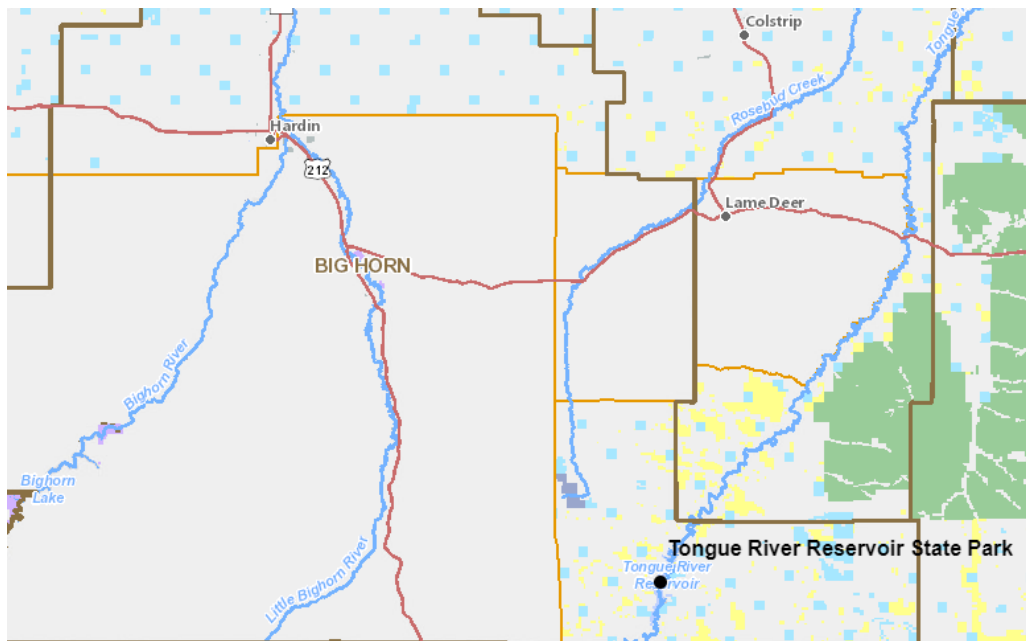 Colstrip
Tongue
Rosebud Creek
Hardin
212
Lame Deer
BIG HORN
Bighorn River
Bighorn
Lake
Tongue River Reservoir State Park
Tongue River
Reservoir
Little Bighorn River